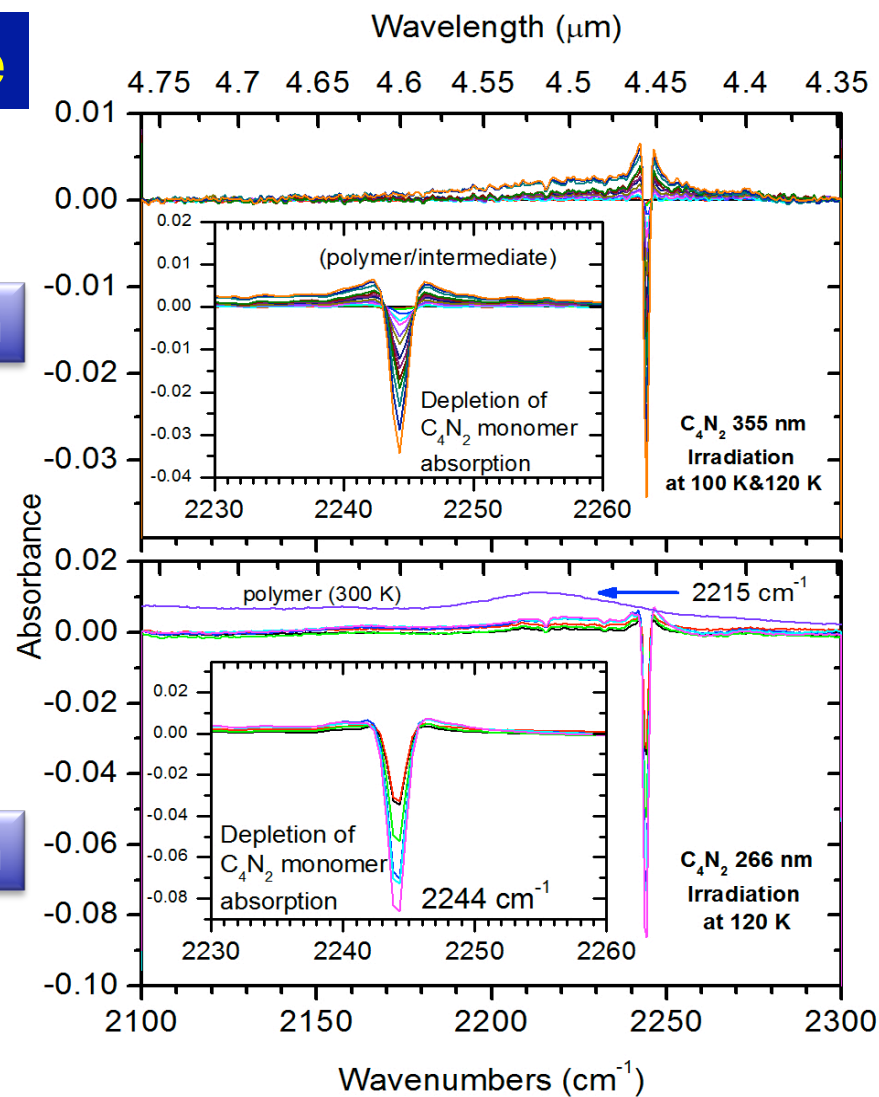 Wavelength (μm)
e
4.75 4.7 4.65 4.6 4.55 4.5 4.45 4.4 4.35
0.01
0.00
-0.01
-0.02
-0.03
0.02
0.01
0.00
-0.01
-0.02
-0.03
-0.04
(polymer/intermediate)
Depletion of
C₄N₂ monomer
absorption
2230 2240 2250 2260
C₄N₂ 355 nm
Irradiation
at 100 K&120 K
Absorbance
0.02
0.00
-0.02
-0.04
-0.06
-0.08
-0.10
polymer (300 K)
2215 cm⁻¹
0.02
0.00
-0.02
-0.04
-0.06
-0.08
Depletion of
C₄N₂ monomer
absorption
2244 cm⁻¹
2230 2240 2250 2260
C₄N₂ 266 nm
Irradiation
at 120 K
2100 2150 2200 2250 2300
Wavenumbers (cm⁻¹)